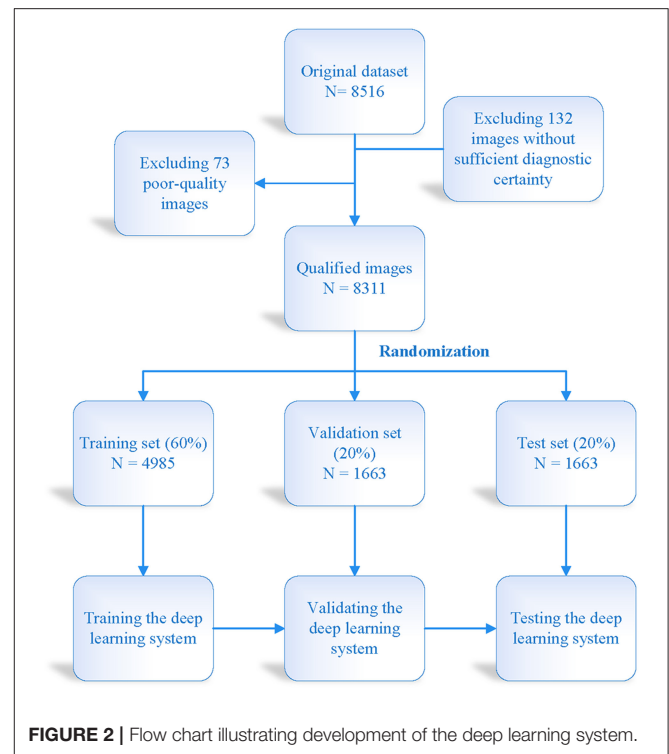 Original dataset
N= 8516
Excluding 132
images without
sufficient diagnostic
certainty
Excluding 73
poor-quality
images
Qualified images
N = 8311
Randomization
Training set (60%)
N = 4985
Validation set
(20%)
N = 1663
Test set (20%)
N = 1663
Training the deep
learning system
Validating the
deep learning
system
Testing the deep
learning system
FIGURE 2 | Flow chart illustrating development of the deep learning system.